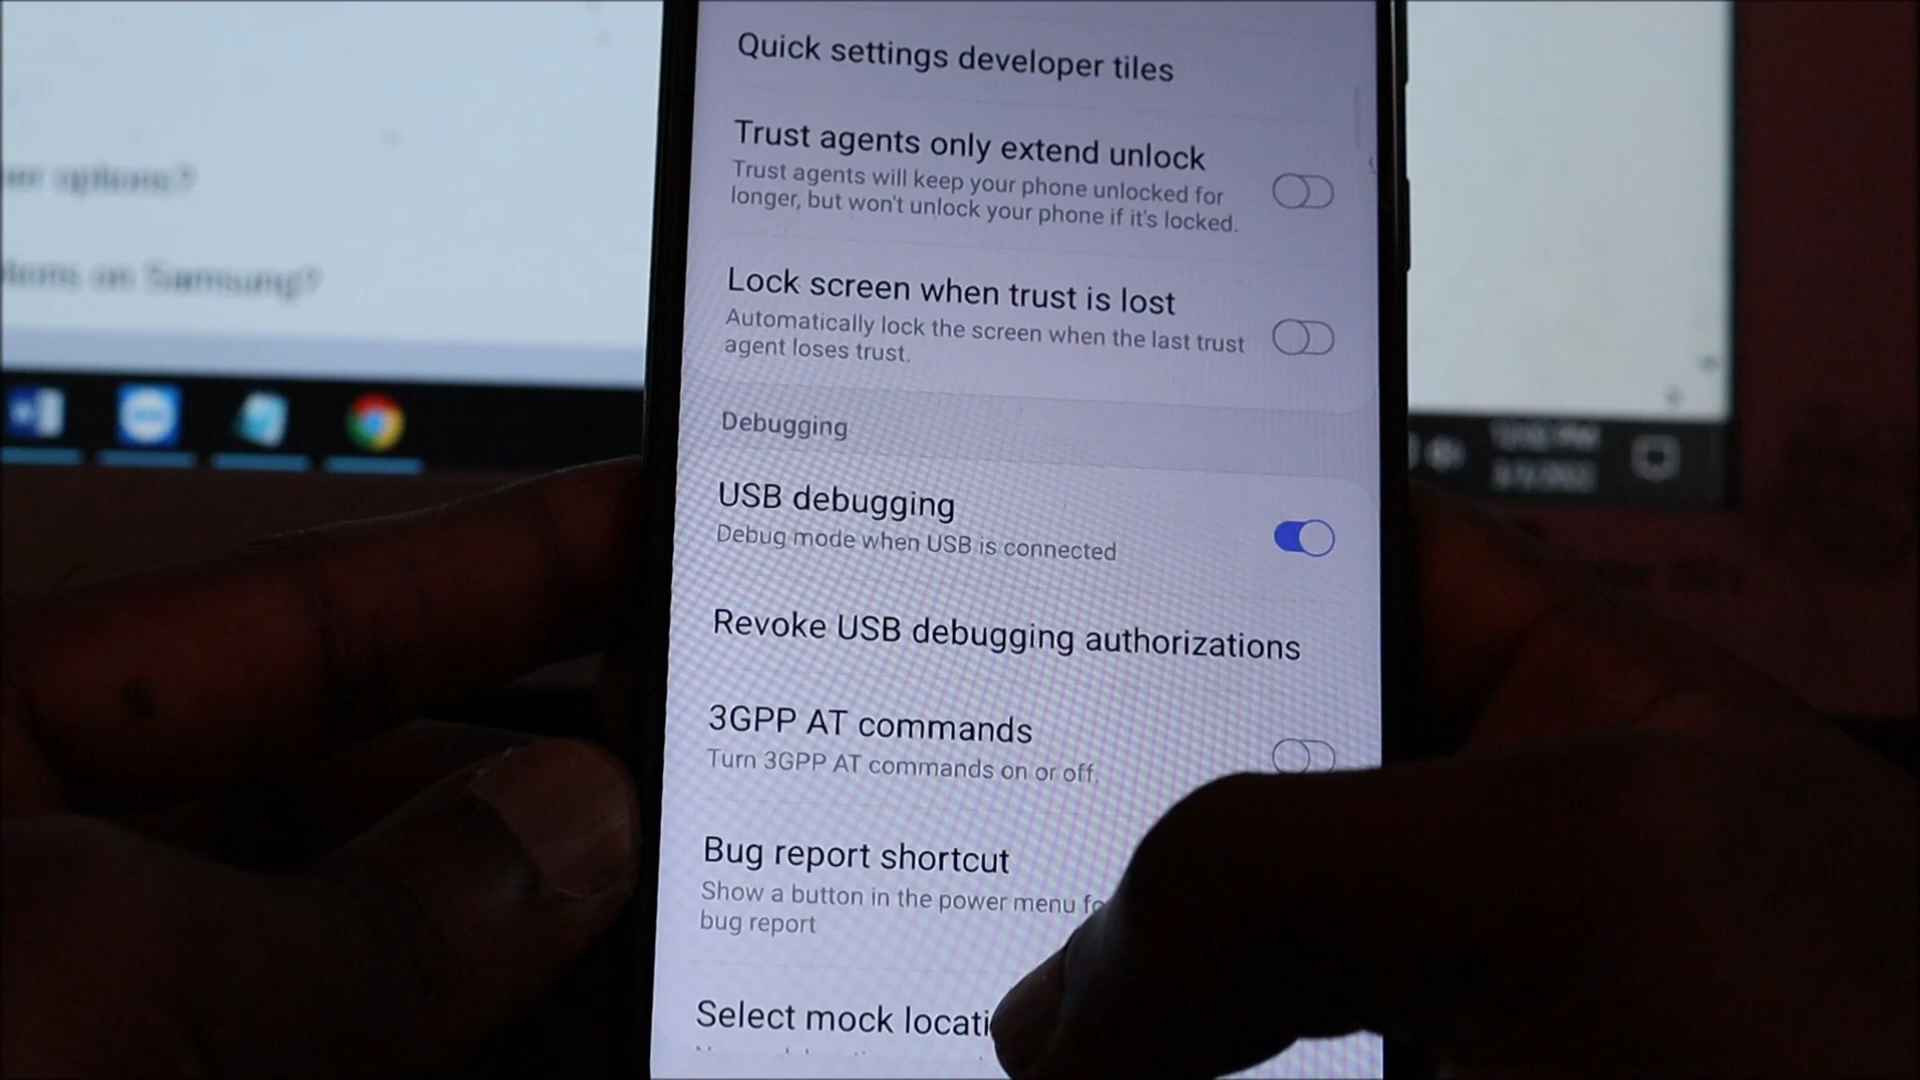 Quick settings developer tiles
Trust agents only extend unlock
Trust agents will keep your phone unlocked for
longer, but won't unlock your phone if it's locked.
Lock screen when trust is lost
Automatically lock the screen when the last trust
agent loses trust.
Debugging
USB debugging
Debug mode when USB is connected
Revoke USB debugging authorizations
3GPP AT commands
Turn 3GPP AT commands on or off.
Bug report shortcut
Show a button in the power menu
bug report
Select mock
options?
on Samsung?